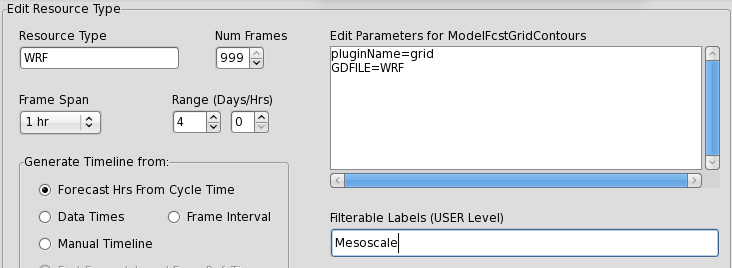 Edit Resource Type
Resource Type
Num Frames
Edit Parameters for ModelFcstGridContours
WRF
999
pluginName=grid
GDFILE=WRF
Frame Span
Range (Days/Hrs)
1 hr
4
0
Generate Timeline from:
Forecast Hrs From Cycle Time
Data Times
Frame Interval
Manual Timeline
Filterable Labels (USER Level)
Mesoscale